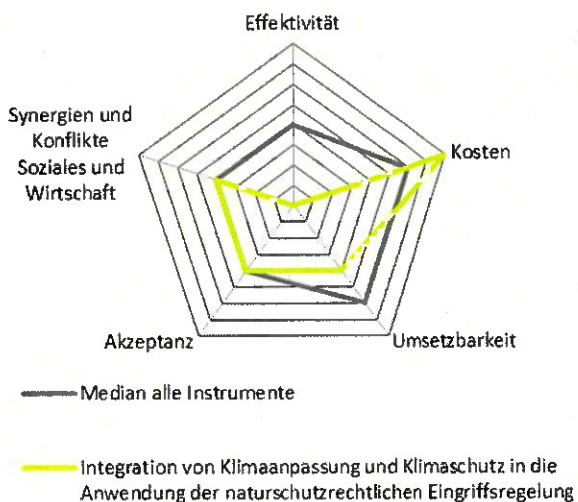 Effektivität
Synergien und
Konflikte
Soziales und
Wirtschaft
Kosten
Akzeptanz
Umsetzbarkeit
Median alle Instrumente
Integration von Klimaanpassung und Klimaschutz in die
Anwendung der naturschutzrechtlichen Eingriffsregelung